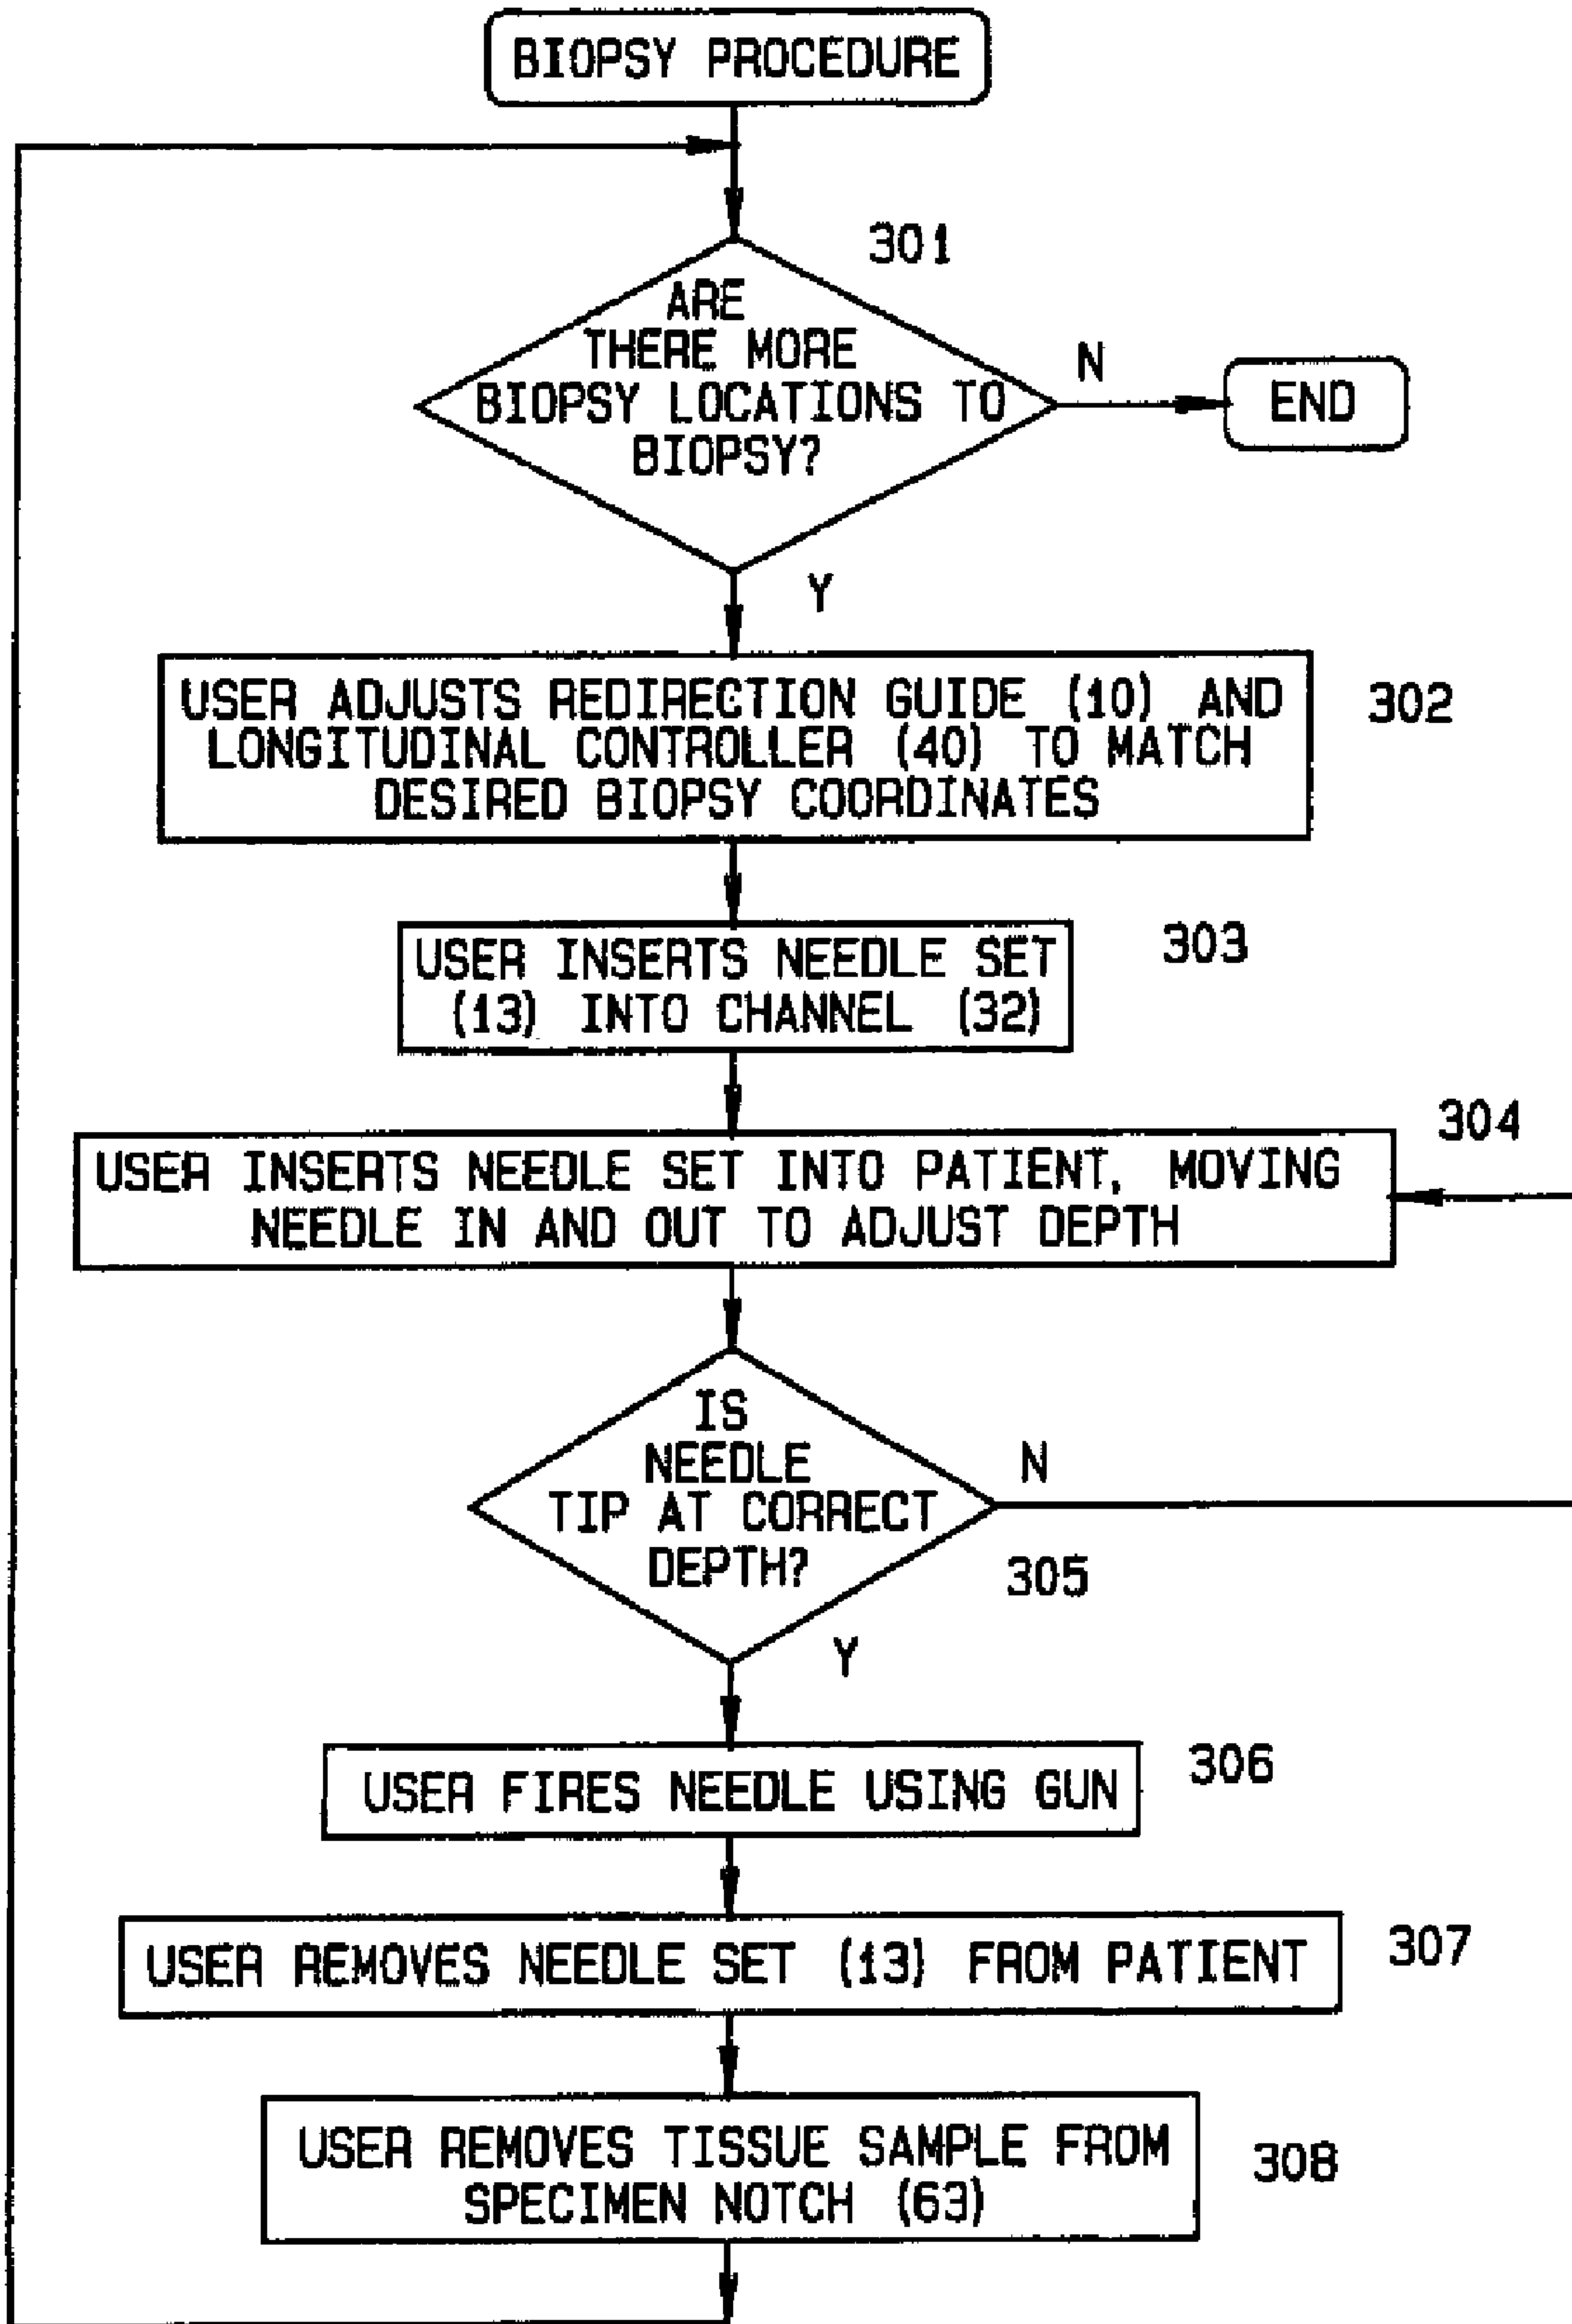 BIOPSY PROCEDURE
301
ARE
THERE MORE
BIOPSY LOCATIONS TO
BIOPSY?
N
END
Y
USER ADJUSTS REDIRECTION GUIDE (10) AND
LONGITUDINAL CONTROLLER (40) TO MATCH
DESIRED BIOPSY COORDINATES
302
USER INSERTS NEEDLE SET
(13) INTO CHANNEL (32)
303
304
USER INSERTS NEEDLE SET INTO PATIENT, MOVING
NEEDLE IN AND OUT TO ADJUST DEPTH
IS
NEEDLE
TIP AT CORRECT
DEPTH?
N
305
Y
USER FIRES NEEDLE USING GUN
306
USER REMOVES NEEDLE SET (13) FROM PATIENT
307
USER REMOVES TISSUE SAMPLE FROM
SPECIMEN NOTCH (63)
308